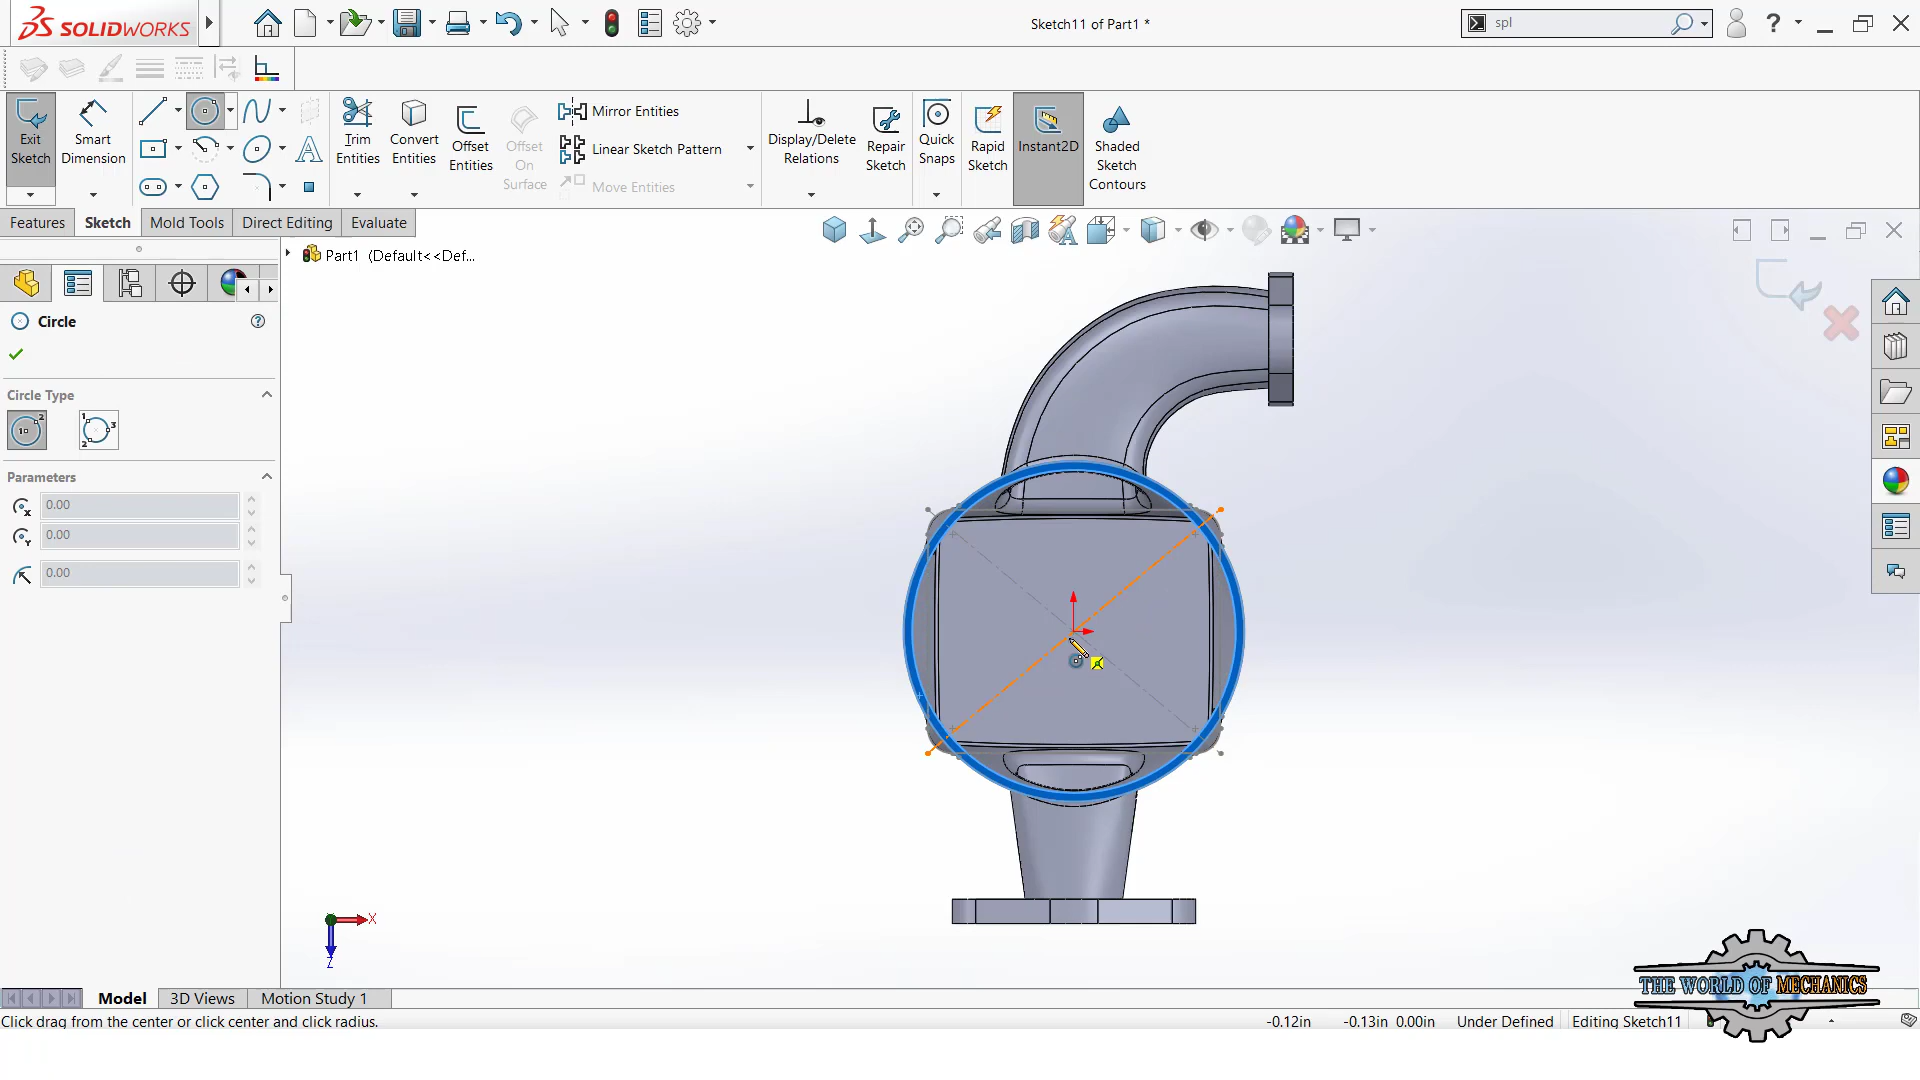 SOLIDWORKS
Sketch11 of Part1 *
spl
?
Exit
Sketch
Smart
Dimension
Trim
Entities
Convert
Entities
Offset
Entities
Offset
On
Surface
Mirror Entities
Linear Sketch Pattern
Move Entities
Display/Delete
Relations
Repair
Sketch
Quick
Snaps
Rapid
Sketch
Instant2D
Shaded
Sketch
Contours
Features
Sketch
Mold Tools
Direct Editing
Evaluate
Part1 (Default<<Def...
Circle
Circle Type
Parameters
0.00
0.00
0.00
X
Z
Model
3D Views
Motion Study 1
THE WORLD OF MECHANICS
Click drag from the center or click center and click radius.
-0.12in
-0.13in
0.00in
Under Defined
Editing Sketch11